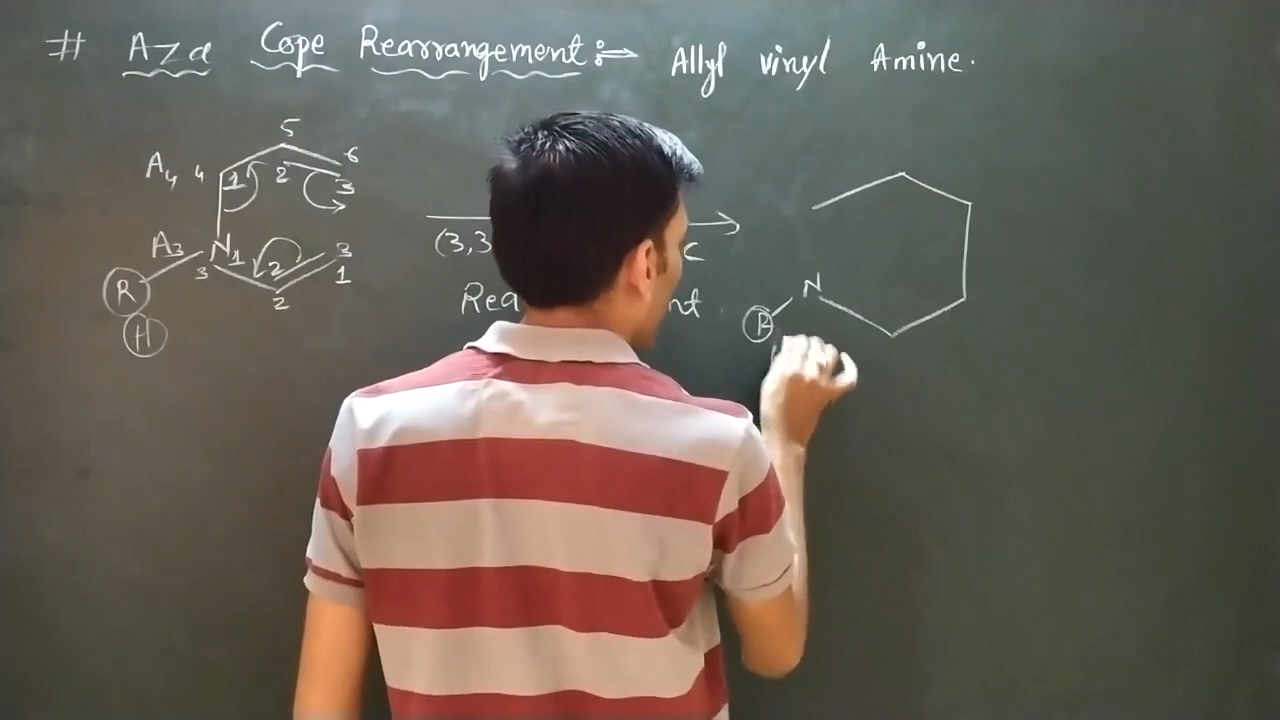 # Aza Cope Rearrangement :⇒ Allyl vinyl Amine.
5
A4 4 1 2 6
3
A3 N 1 2 3
3 1
R 2
H
(3,3 c
Rea nt.
N
R